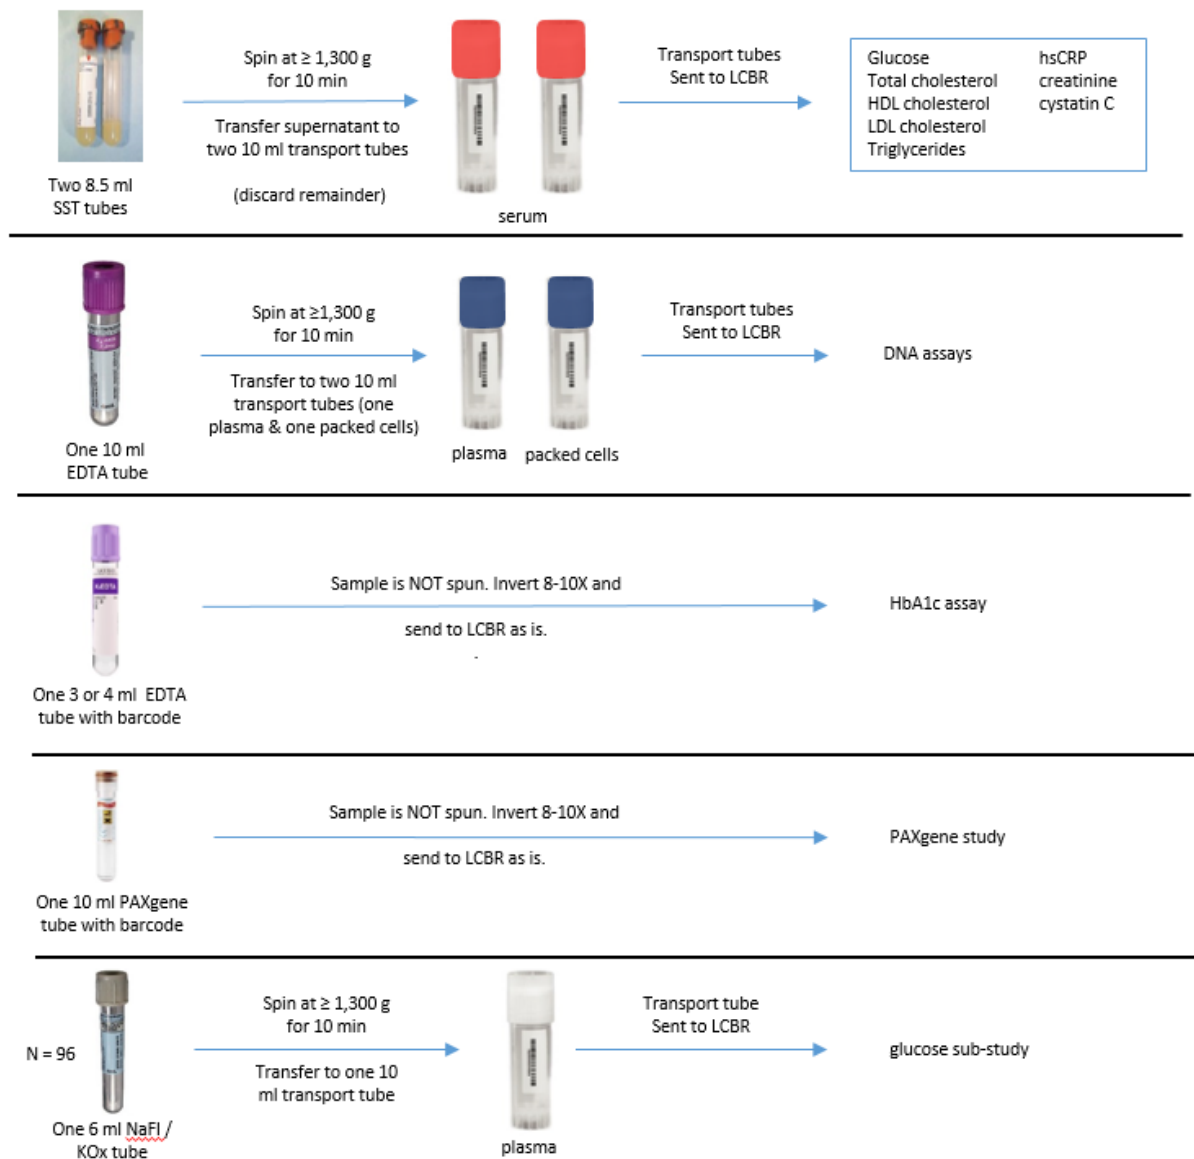 Spin at ≥ 1,300 g
for 10 min
Transfer supernatant to
two 10 ml transport tubes
(discard remainder)
Two 8.5 ml
SST tubes
serum
Transport tubes
Sent to LCBR
Glucose
Total cholesterol
HDL cholesterol
LDL cholesterol
Triglycerides
hsCRP
creatinine
cystatin C
Spin at ≥1,300 g
for 10 min
Transfer to two 10 ml
transport tubes (one
plasma & one packed cells)
One 10 ml
EDTA tube
plasma
packed cells
Transport tubes
Sent to LCBR
DNA assays
Sample is NOT spun. Invert 8-10X and
send to LCBR as is.
.
One 3 or 4 ml EDTA
tube with barcode
HbA1c assay
Sample is NOT spun. Invert 8-10X and
send to LCBR as is.
One 10 ml PAXgene
tube with barcode
PAXgene study
N = 96
Spin at ≥ 1,300 g
for 10 min
Transfer to one 10
ml transport tube
One 6 ml NaFl /
KOx tube
plasma
Transport tube
Sent to LCBR
glucose sub-study